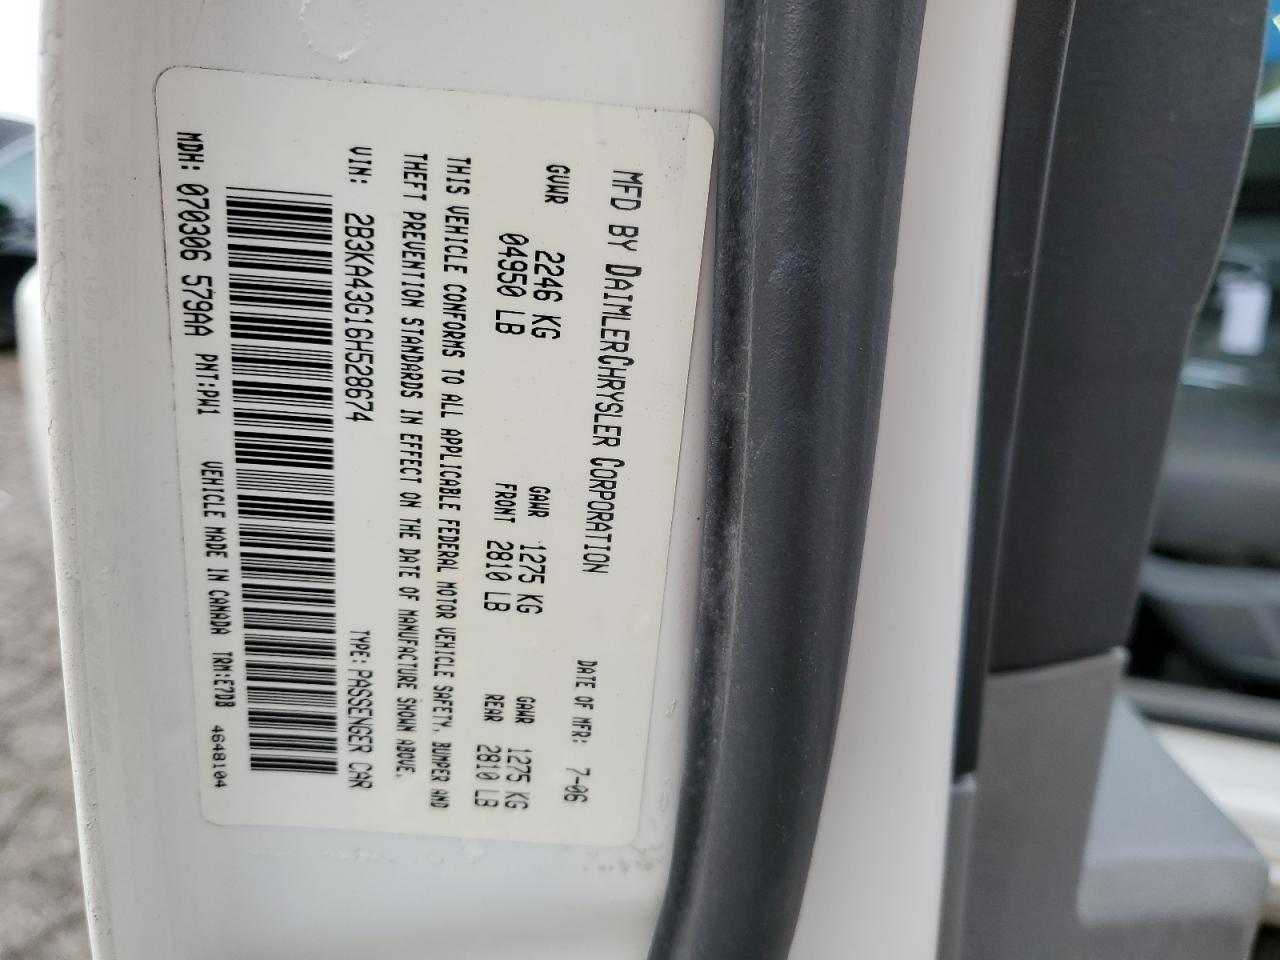 MFD BY DAIMLERCHRYSLER CORPORATION DATE OF MFR: 7-06
GVWR 2246 KG GAWR 1275 KG GAWR 1275 KG
04950 LB FRONT 2810 LB REAR 2810 LB
THIS VEHICLE CONFORMS TO ALL APPLICABLE FEDERAL MOTOR VEHICLE SAFETY, BUMPER AND
THEFT PREVENTION STANDARDS IN EFFECT ON THE DATE OF MANUFACTURE SHOWN ABOVE.
VIN: 2B3KA43G16H528674 TYPE: PASSENGER CAR
MDH: 070306 579AA PNT:PW1 VEHICLE MADE IN CANADA TRM:E7DB 4648104